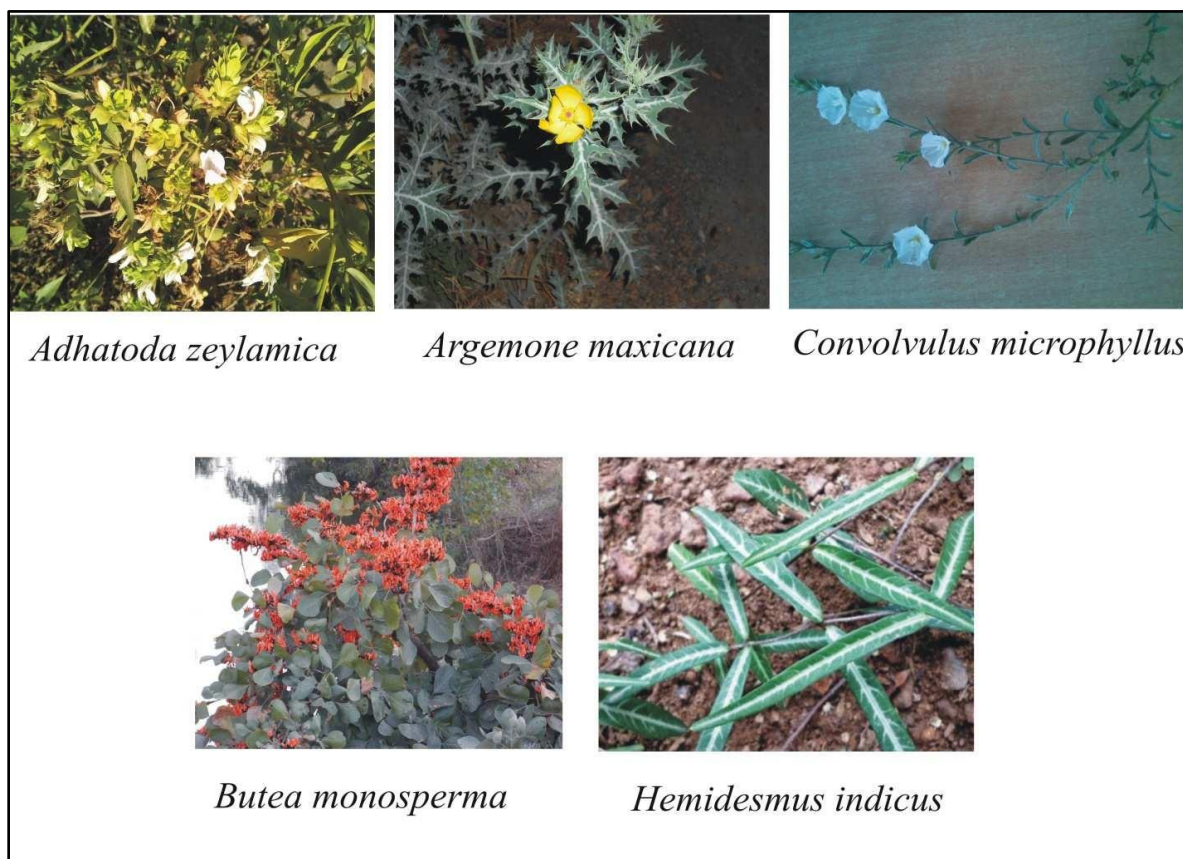 Adhatoda zeylamica
Argemone maxicana
Convolvulus microphyllus
Butea monosperma
Hemidesmus indicus